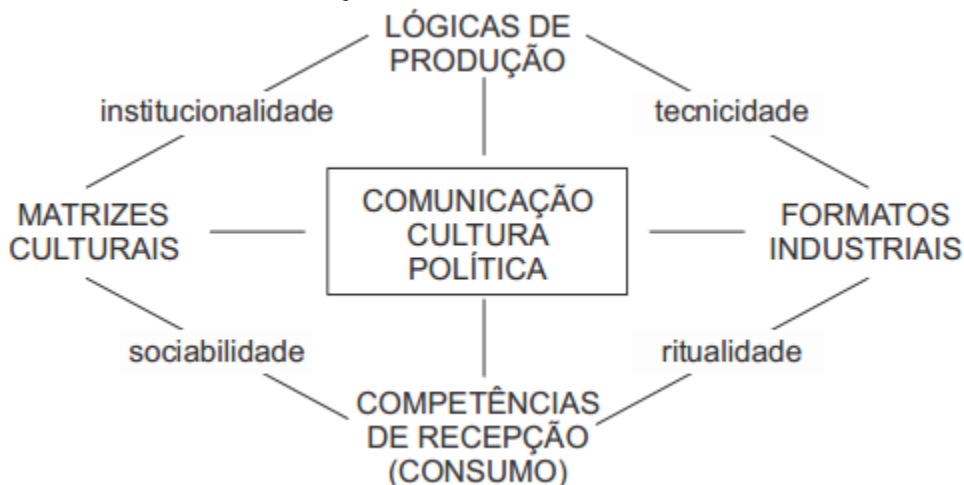 LÓGICAS DE
PRODUÇÃO
institucionalidade
tecnicidade
MATRIZES
CULTURAIS
COMUNICAÇÃO
CULTURA
POLÍTICA
FORMATOS
INDUSTRIAIS
sociabilidade
ritualidade
COMPETÊNCIAS
DE RECEPÇÃO
(CONSUMO)